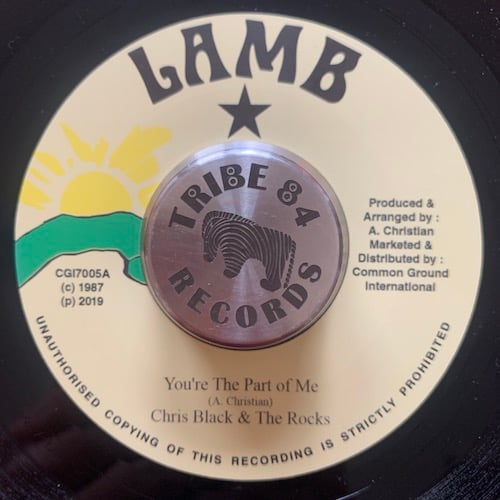 LAMB
TRIBE 84
RECORDS
Produced &
Arranged by :
A. Christian
Marketed &
Distributed by :
Common Ground
International
CGI7005A
(c) 1987
(p) 2019
You're The Part of Me
(A. Christian)
Chris Black & The Rocks
UNAUTHORISED COPYING OF THIS RECORDING IS STRICTLY PROHIBITED